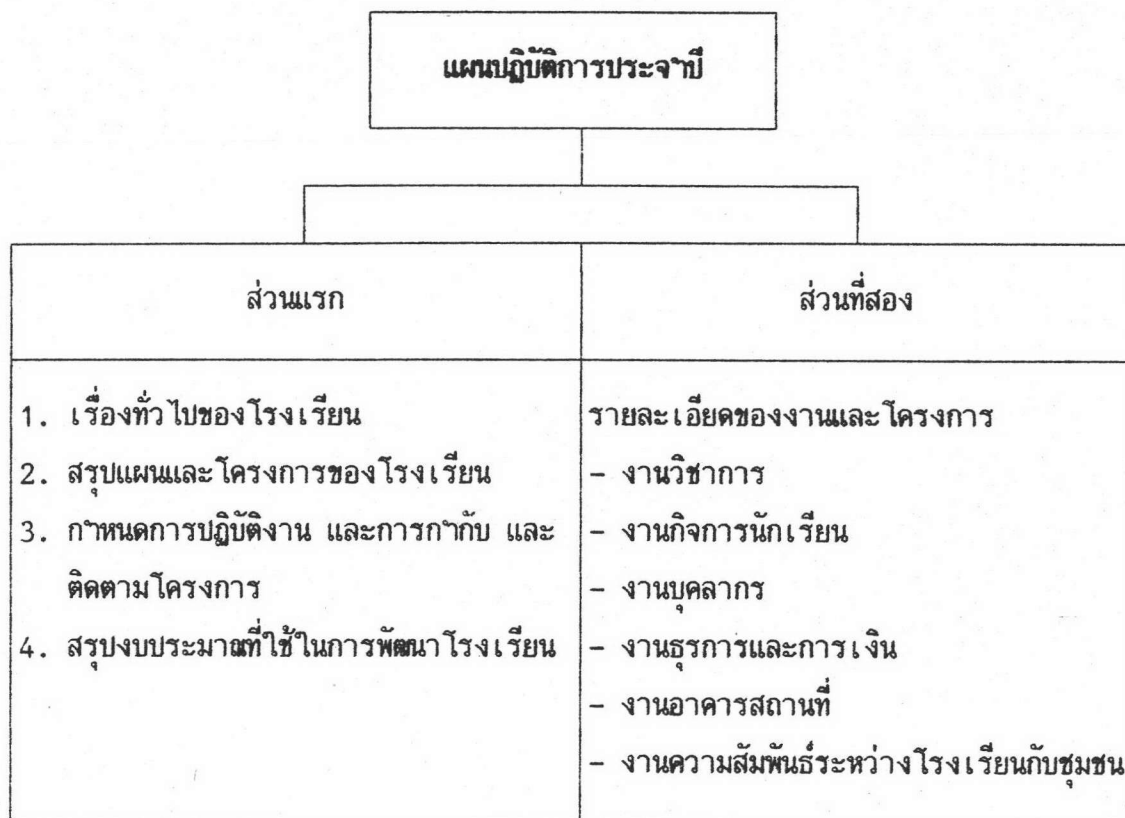 แผนปฏิบัติการประจำปี
ส่วนแรก
1. เรื่องทั่วไปของโรงเรียน
2. สรุปแผนและโครงการของโรงเรียน
3. กำหนดการปฏิบัติงาน และการกำกับ และ
ติดตามโครงการ
4. สรุปงบประมาณที่ใช้ในการพัฒนาโรงเรียน
ส่วนที่สอง
รายละเอียดของงานและโครงการ
- งานวิชาการ
- งานกิจการนักเรียน
- งานบุคลากร
- งานธุรการและการเงิน
- งานอาคารสถานที่
- งานความสัมพันธ์ระหว่างโรงเรียนกับชุมชน